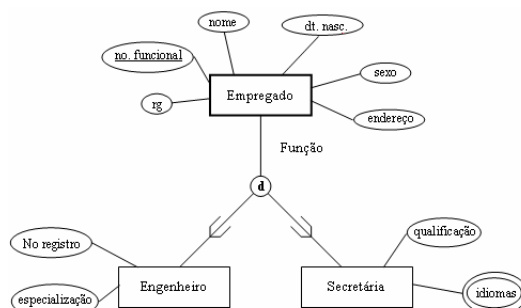 nome
dt. nasc.
no. funcional
sexo
rg
Empregado
endereço
Função
d
qualificação
No registro
Engenheiro
Secretária
idiomas
especialização